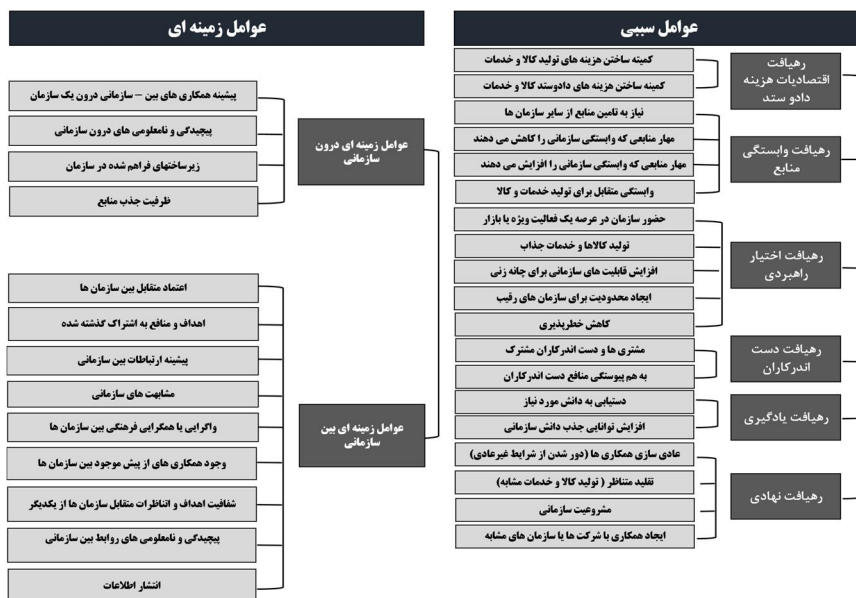 عوامل سببی
رهیافت
اقتصادیات هزینه
دادو ستد
کمینه ساختن هزینه های تولید کالا و خدمات
کمینه ساختن هزینه های دادوستد کالا و خدمات
رهیافت وابستگی
منابع
نیاز به تامین منابع از سایر سازمان ها
مهار منابعی که وابستگی سازمانی را کاهش می دهند
مهار منابعی که وابستگی سازمانی را افزایش می دهند
وابستگی متقابل برای تولید خدمات و کالا
رهیافت اختیار
راهبردی
حضور سازمان در عرصه یک فعالیت ویژه یا بازار
تولید کالاها و خدمات جذاب
افزایش قابلیت های سازمانی برای چانه زنی
ایجاد محدودیت برای سازمان های رقیب
کاهش خطرپذیری
رهیافت دست
اندرکاران
مشتری ها و دست اندرکاران مشترک
به هم پیوستگی منافع دست اندرکاران
رهیافت یادگیری
دستیابی به دانش مورد نیاز
افزایش توانایی جذب دانش سازمانی
رهیافت نهادی
عادی سازی همکاری ها (دور شدن از شرایط غیرعادی)
تقلید متناظر ( تولید کالا و خدمات مشابه)
مشروعیت سازمانی
ایجاد همکاری با شرکت ها یا سازمان های مشابه
عوامل زمینه ای
عوامل زمینه ای درون
سازمانی
پیشینه همکاری های بین – سازمانی درون یک سازمان
پیچیدگی و نامعلومی های درون سازمانی
زیرساختهای فراهم شده در سازمان
ظرفیت جذب منابع
عوامل زمینه ای بین
سازمانی
اعتماد متقابل بین سازمان ها
اهداف و منافع به اشتراک گذشته شده
پیشینه ارتباطات بین سازمانی
مشابهت های سازمانی
واگرایی یا همگرایی فرهنگی بین سازمان ها
وجود همکاری های از پیش موجود بین سازمان ها
شفافیت اهداف و انتظارات متقابل سازمان ها از یکدیگر
پیچیدگی و نامعلومی های روابط بین سازمانی
انتشار اطلاعات